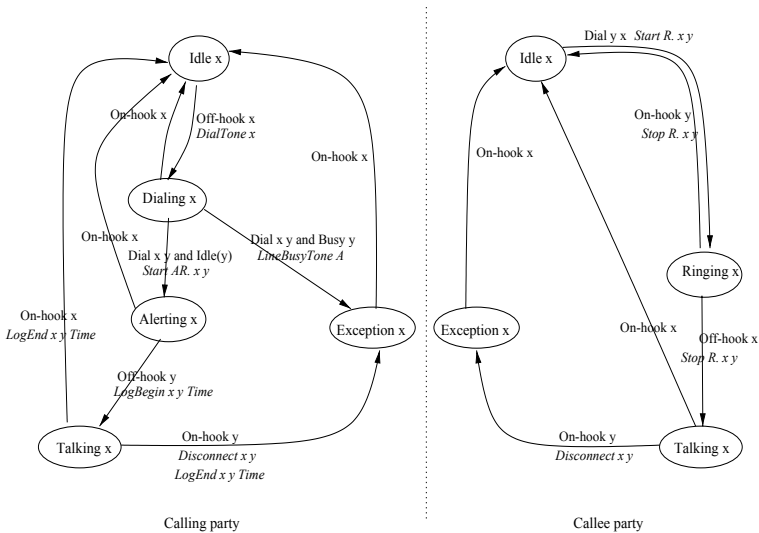 Idle x
On-hook x
On-hook x
Off-hook x
DialTone x
On-hook x
Dialing x
On-hook x
Dial x y and Idle(y)
Start AR. x y
Dial x y and Busy y
LineBusyTone A
On-hook x
LogEnd x y Time
Alerting x
Exception x
Off-hook y
LogBegin x y Time
Talking x
On-hook y
Disconnect x y
LogEnd x y Time
Calling party
Dial y x Start R. x y
Idle x
On-hook y
Stop R. x y
On-hook x
Ringing x
Exception x
On-hook x
Off-hook x
Stop R. x y
On-hook y
Disconnect x y
Talking x
Callee party